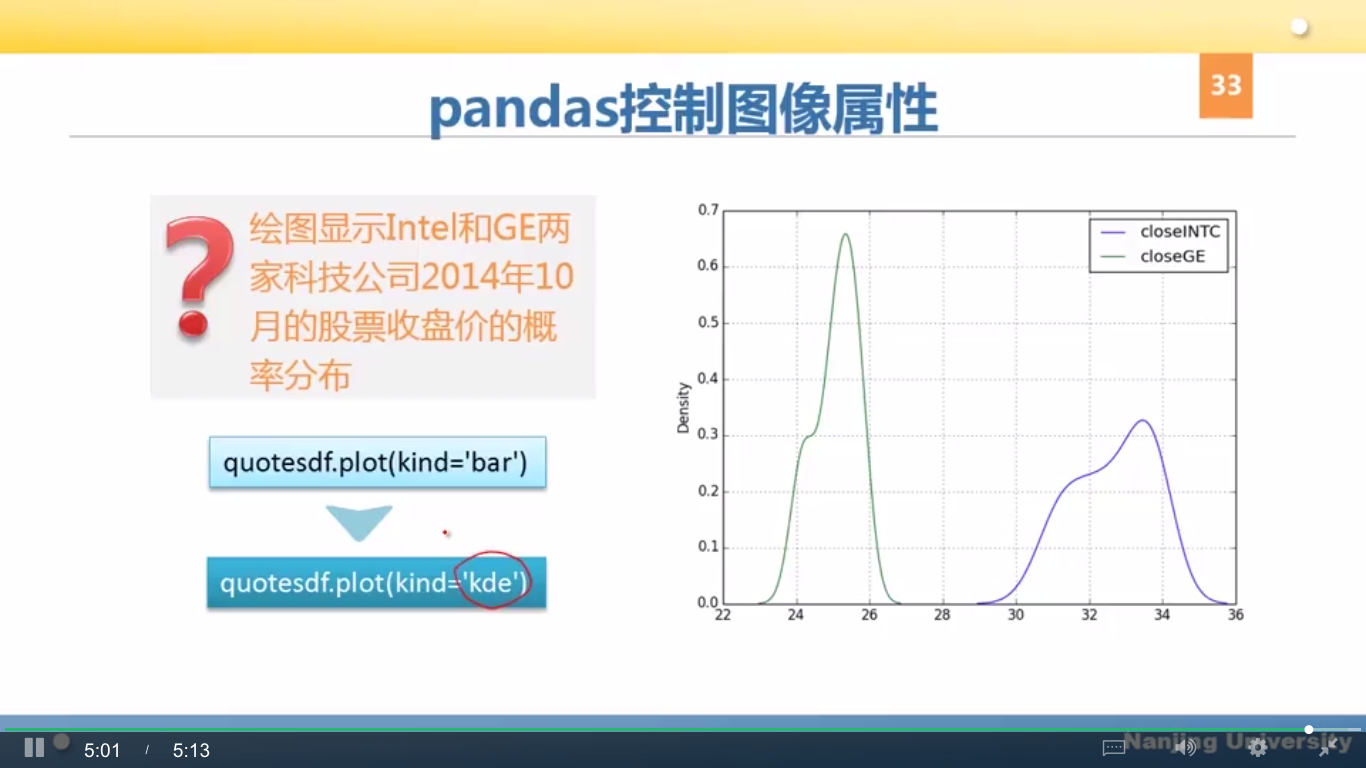 33
pandas控制图像属性
绘图显示Intel和GE两
家科技公司2014年10
月的股票收盘价的概
率分布
quotesdf.plot(kind='bar')
quotesdf.plot(kind='kde')
closeINTC
closeGE
Density
0.7
0.6
0.5
0.4
0.3
0.2
0.1
0.0
22 24 26 28 30 32 34 36
5:01 / 5:13
Nanjing University